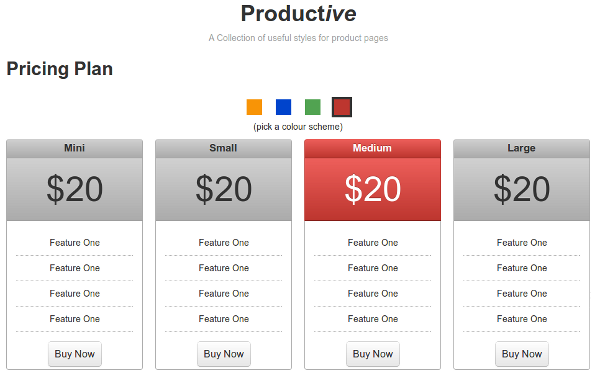 Productive
A Collection of useful styles for product pages
Pricing Plan
(pick a colour scheme)
Mini
$20
Feature One
Feature One
Feature One
Feature One
Buy Now
Small
$20
Feature One
Feature One
Feature One
Feature One
Buy Now
Medium
$20
Feature One
Feature One
Feature One
Feature One
Buy Now
Large
$20
Feature One
Feature One
Feature One
Feature One
Buy Now